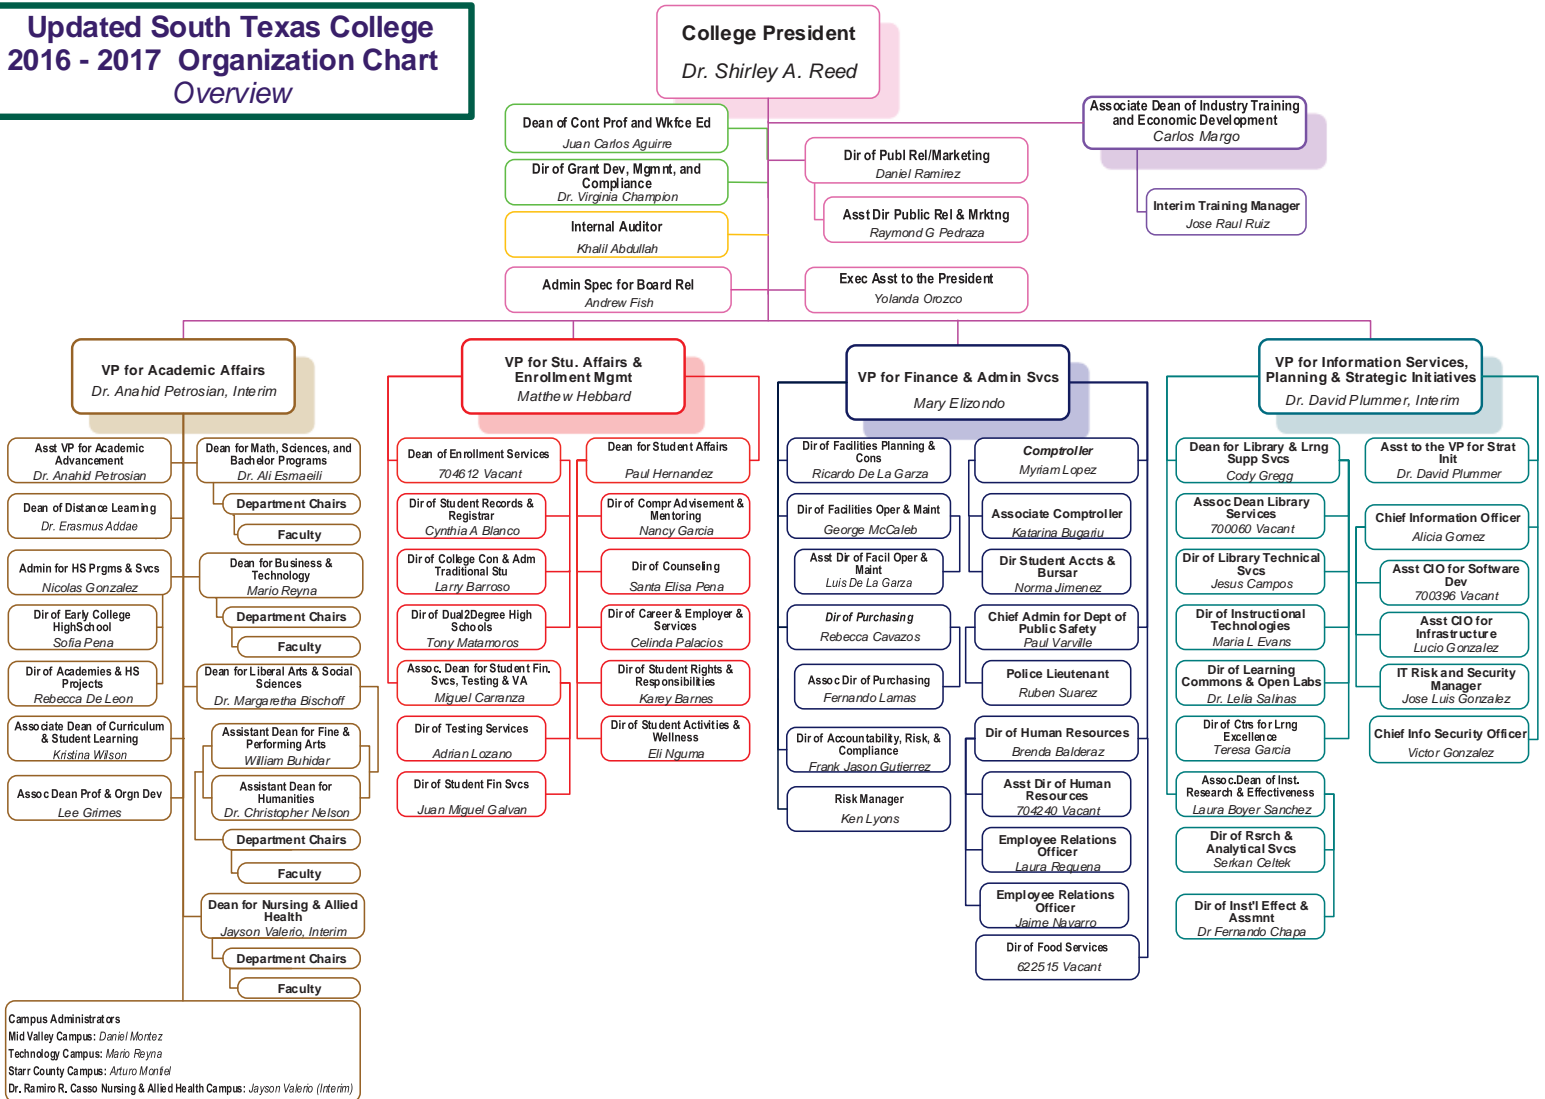 Updated South Texas College
2016 - 2017 Organization Chart
Overview
College President
Dr. Shirley A. Reed
Dean of Cont Prof and Wkfce Ed
Juan Carlos Aguirre
Dir of Grant Dev, Mgmnt, and
Compliance
Dr. Virginia Champion
Internal Auditor
Khalil Abdullah
Admin Spec for Board Rel
Andrew Fish
Dir of Publ Rel/Marketing
Daniel Ramirez
Asst Dir Public Rel & Mrktng
Raymond G Pedraza
Exec Asst to the President
Yolanda Orozco
Associate Dean of Industry Training
and Economic Development
Carlos Margo
Interim Training Manager
Jose Raul Ruiz
VP for Academic Affairs
Dr. Anahid Petrosian, Interim
Asst VP for Academic
Advancement
Dr. Anahid Petrosian
Dean of Distance Learning
Dr. Erasmus Addae
Admin for HS Prgms & Svcs
Nicolas Gonzalez
Dir of Early College
HighSchool
Sofia Pena
Dir of Academies & HS
Projects
Rebecca De Leon
Associate Dean of Curriculum
& Student Learning
Kristina Wilson
Assoc Dean Prof & Orgn Dev
Lee Grimes
Dean for Math, Sciences, and
Bachelor Programs
Dr. Ali Esmaeili
Department Chairs
Faculty
Dean for Business &
Technology
Mario Reyna
Department Chairs
Faculty
Dean for Liberal Arts & Social
Sciences
Dr. Margaretha Bischoff
Assistant Dean for Fine &
Performing Arts
William Buhidar
Assistant Dean for
Humanities
Dr. Christopher Nelson
Department Chairs
Faculty
Dean for Nursing & Allied
Health
Jayson Valerio, Interim
Department Chairs
Faculty
Campus Administrators
Mid Valley Campus: Daniel Montez
Technology Campus: Mario Reyna
Starr County Campus: Arturo Montiel
Dr. Ramiro R. Casso Nursing & Allied Health Campus: Jayson Valerio (Interim)
VP for Stu. Affairs &
Enrollment Mgmt
Matthew Hebbard
Dean of Enrollment Services
704612 Vacant
Dir of Student Records &
Registrar
Cynthia A Blanco
Dir of College Con & Adm
Traditional Stu
Larry Barroso
Dir of Dual2Degree High
Schools
Tony Matamoros
Assoc. Dean for Student Fin.
Svcs, Testing & VA
Miguel Carranza
Dir of Testing Services
Adrian Lozano
Dir of Student Fin Svcs
Juan Miguel Galvan
Dean for Student Affairs
Paul Hernandez
Dir of Compr Advisement &
Mentoring
Nancy Garcia
Dir of Counseling
Santa Elisa Pena
Dir of Career & Employer &
Services
Celinda Palacios
Dir of Student Rights &
Responsibilities
Karey Barnes
Dir of Student Activities &
Wellness
Eli Nguma
VP for Finance & Admin Svcs
Mary Elizondo
Dir of Facilities Planning &
Cons
Ricardo De La Garza
Dir of Facilities Oper & Maint
George McCaleb
Asst Dir of Facil Oper &
Maint
Luis De La Garza
Dir of Purchasing
Rebecca Cavazos
Assoc Dir of Purchasing
Fernando Lamas
Dir of Accountability, Risk, &
Compliance
Frank Jason Gutierrez
Risk Manager
Ken Lyons
Comptroller
Myriam Lopez
Associate Comptroller
Katarina Bugariu
Dir Student Accts &
Bursar
Norma Jimenez
Chief Admin for Dept of
Public Safety
Paul Varville
Police Lieutenant
Ruben Suarez
Dir of Human Resources
Brenda Balderaz
Asst Dir of Human
Resources
704240 Vacant
Employee Relations
Officer
Laura Requena
Employee Relations
Officer
Jaime Navarro
Dir of Food Services
622515 Vacant
VP for Information Services,
Planning & Strategic Initiatives
Dr. David Plummer, Interim
Dean for Library & Lrng
Supp Svcs
Cody Gregg
Assoc Dean Library
Services
700060 Vacant
Dir of Library Technical
Svcs
Jesus Campos
Dir of Instructional
Technologies
Maria L Evans
Dir of Learning
Commons & Open Labs
Dr. Lelia Salinas
Dir of Ctrs for Lrng
Excellence
Teresa Garcia
Assoc.Dean of Inst.
Research & Effectiveness
Laura Boyer Sanchez
Dir of Rsrch &
Analytical Svcs
Serkan Celtek
Dir of Inst'l Effect &
Assmnt
Dr Fernando Chapa
Asst to the VP for Strat
Init
Dr. David Plummer
Chief Information Officer
Alicia Gomez
Asst CIO for Software
Dev
700396 Vacant
Asst CIO for
Infrastructure
Lucio Gonzalez
IT Risk and Security
Manager
Jose Luis Gonzalez
Chief Info Security Officer
Victor Gonzalez